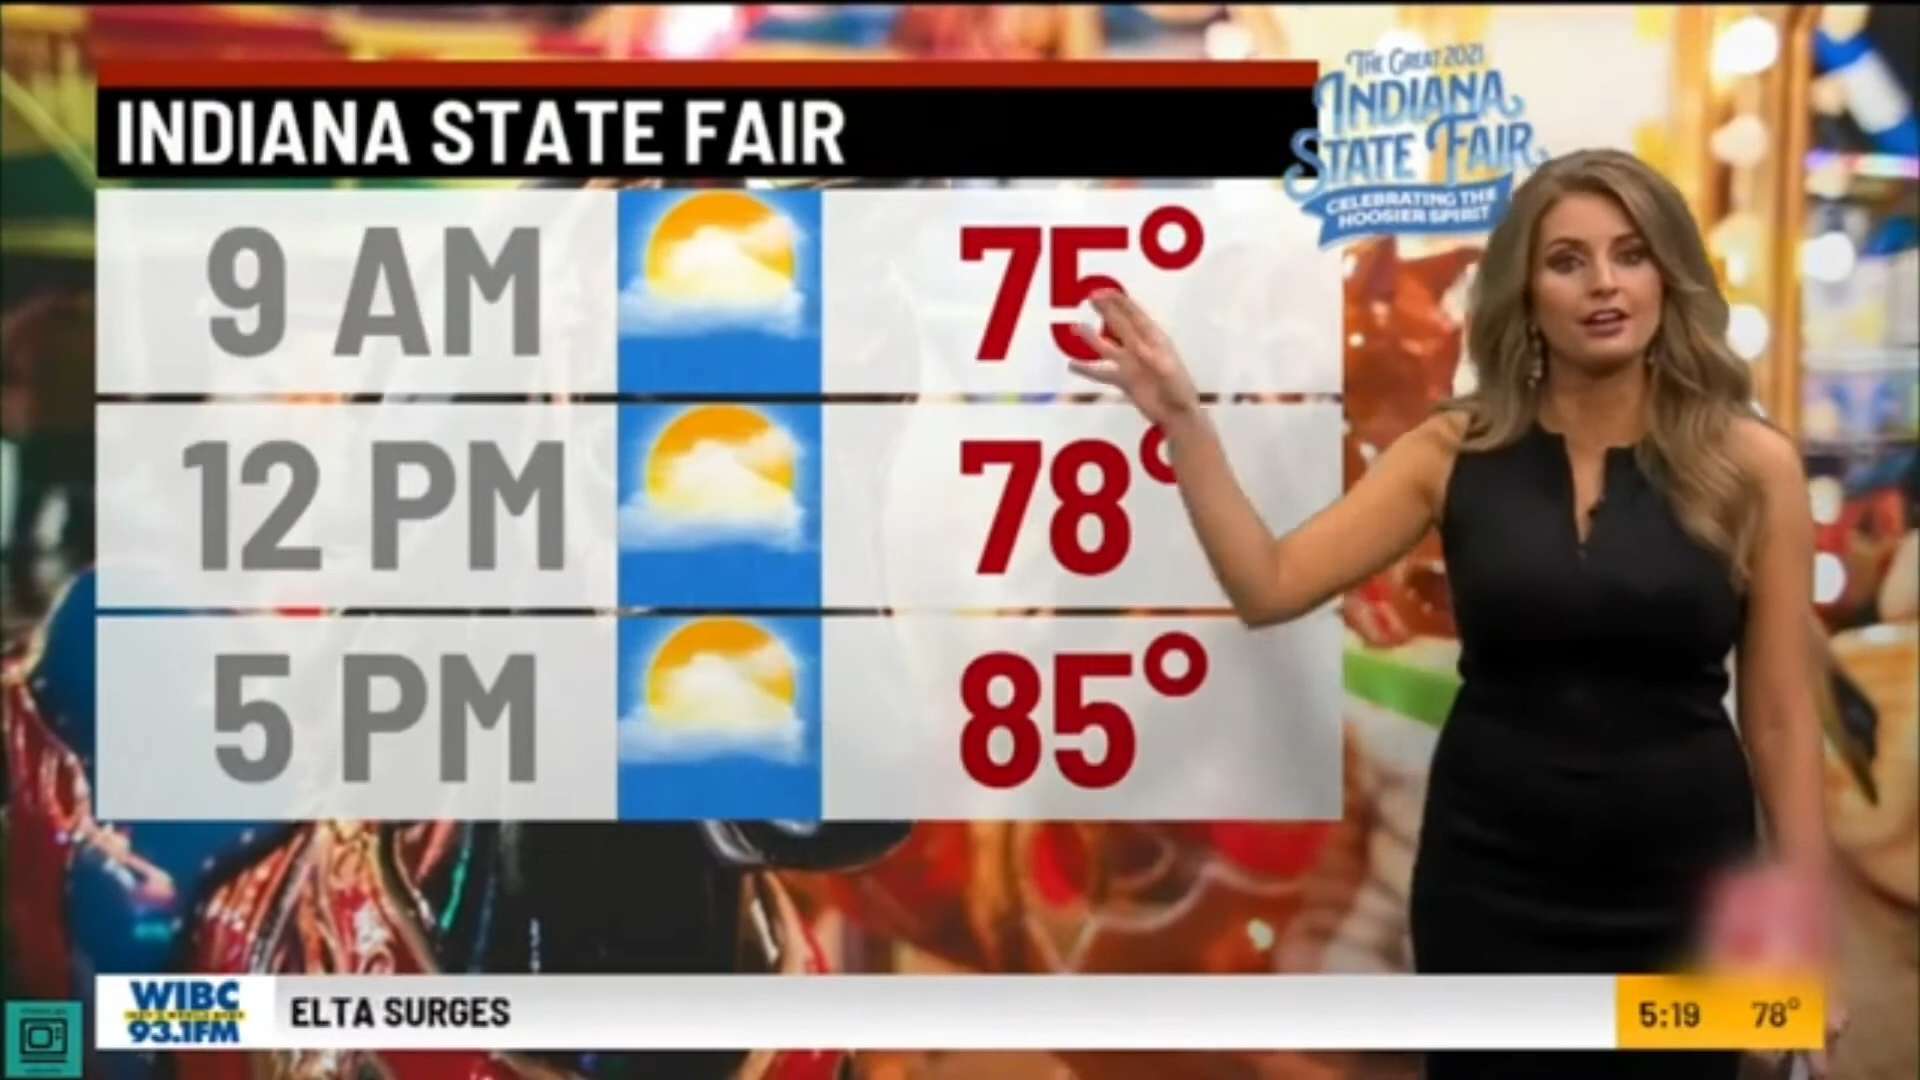 THE GREAT 2021
INDIANA
STATE FAIR
CELEBRATING THE
HOOSIER SPIRIT
INDIANA STATE FAIR
9 AM 75°
12 PM 78°
5 PM 85°
WIBC
93.1FM
ELTA SURGES
5:19 78°